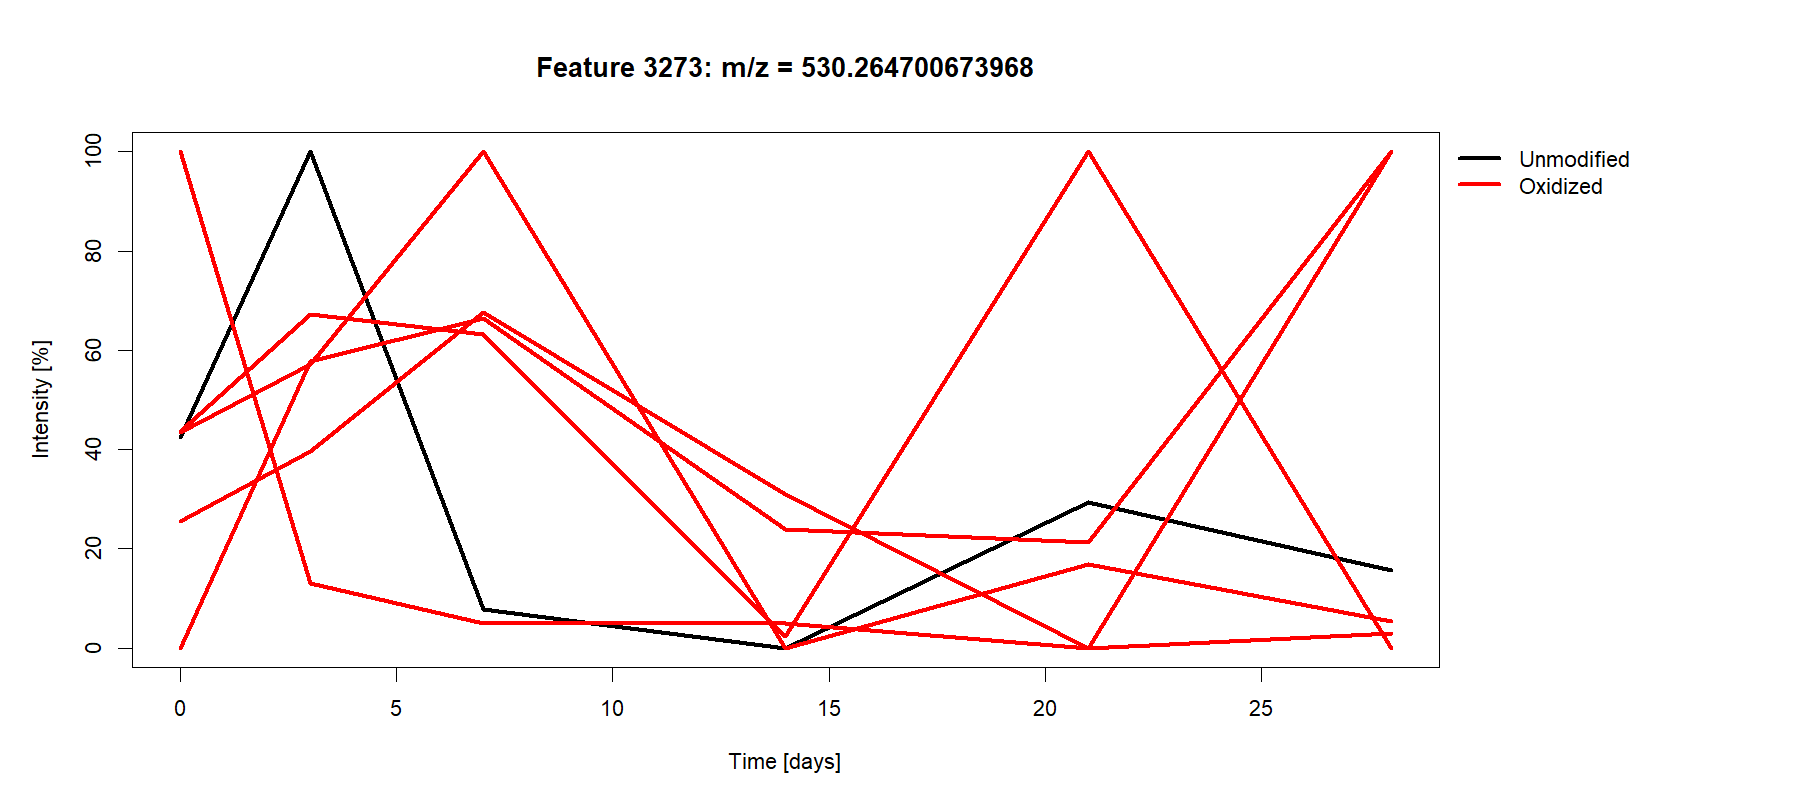 Feature 3273: m/z = 530.264700673968
Unmodified
Oxidized
Intensity [%]
100
80
60
40
20
0
0 5 10 15 20 25
Time [days]